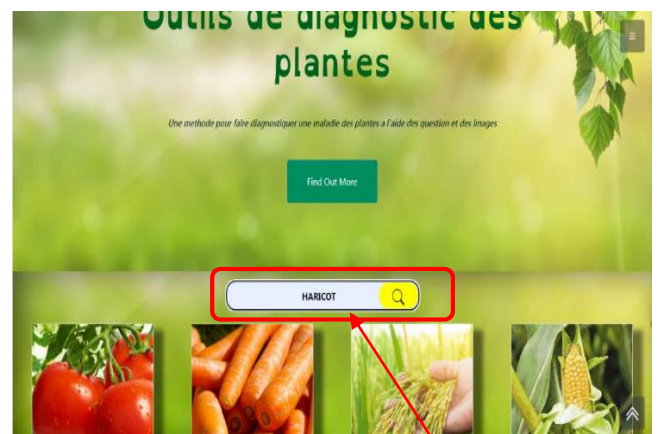 Outils de diagnostic des
plantes
Une methode pour faire diagnostiquer une maladie des plantes a l'aide des question et des images
Find Out More
HARICOT